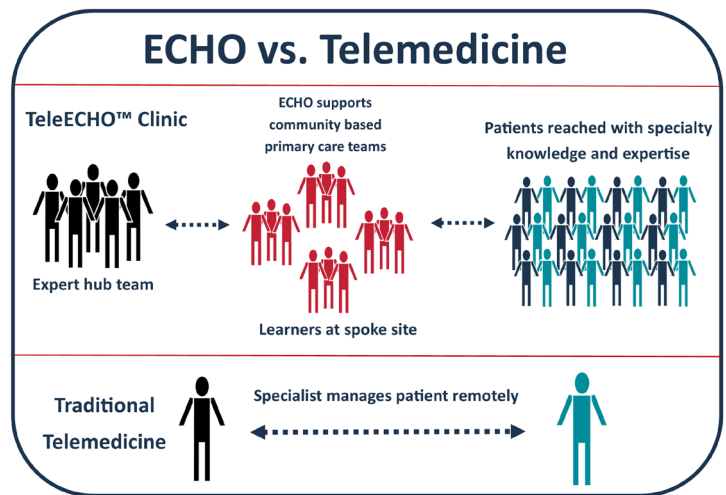 ECHO vs. Telemedicine
TeleECHO™ Clinic
ECHO supports
community based
primary care teams
Patients reached with specialty
knowledge and expertise
Expert hub team
Learners at spoke site
Traditional
Telemedicine
Specialist manages patient remotely